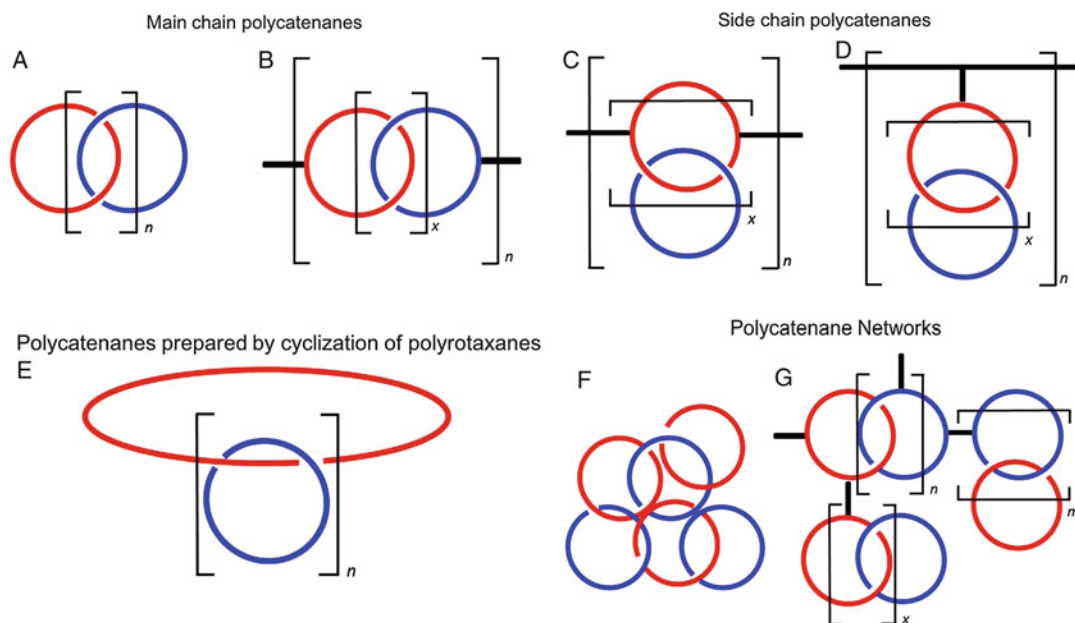 Main chain polycatenanes
Side chain polycatenanes
A
B
C
D
n
x
n
x
n
x
n
Polycatenanes prepared by cyclization of polyrotaxanes
Polycatenane Networks
E
F
G
n
n
n
x